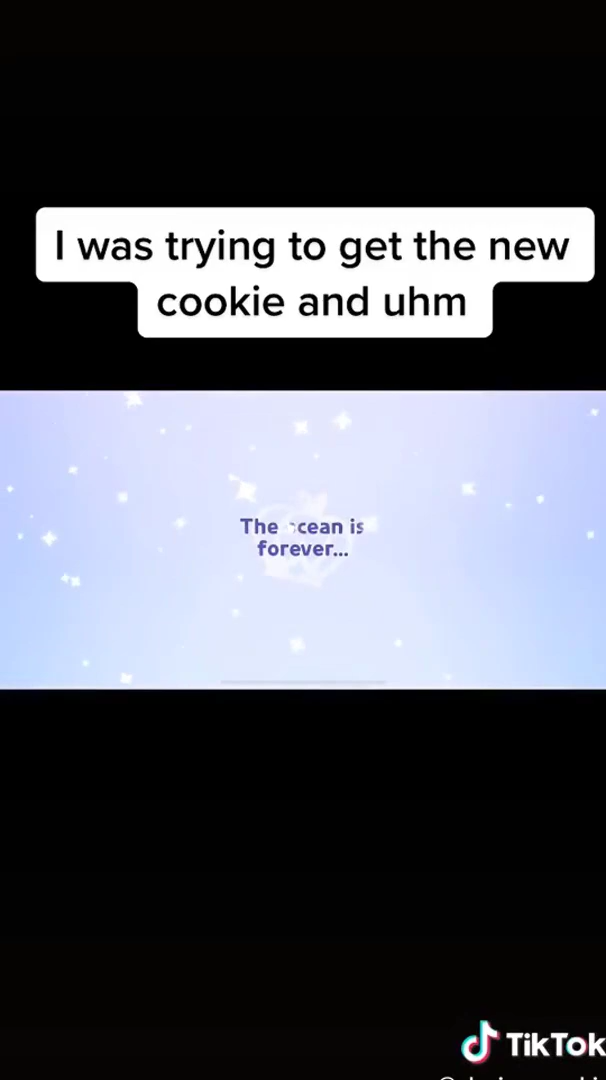 I was trying to get the new
cookie and uhm
The ocean is
forever...
TikTok